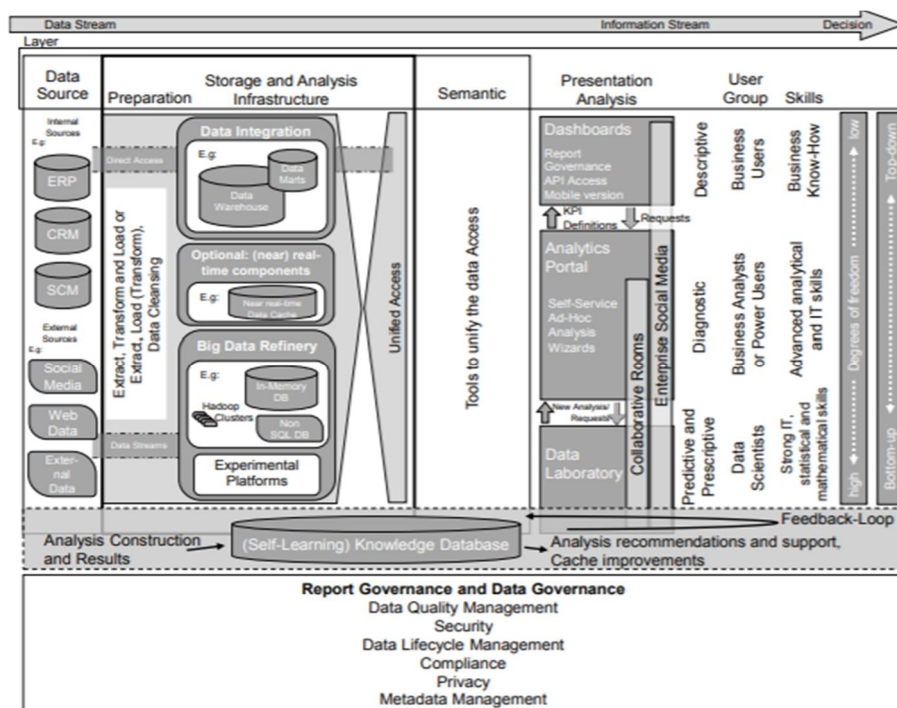 Data Stream
Information Stream
Decision
Layer
Data
Source
Preparation
Storage and Analysis
Infrastructure
Semantic
Presentation
Analysis
User
Group
Skills
Internal
Sources
E.g:
ERP
CRM
SCM
External
Sources
E.g:
Social
Media
Web
Data
Exter-
nal
Data
Direct Access
Extract, Transform and Load or
Extract, Load (Transform),
Data Cleansing
Data Streams
Data Integration
E.g:
Data
Marts
Data
Warehouse
Optional: (near) real-
time components
E.g:
Near real-time
Data Cache
Big Data Refinery
E.g:
In-Memory
DB
Hadoop
Clusters
Non
SQL DB
Experimental
Platforms
Unified Access
Tools to unify the data Access
Dashboards
Report
Governance
API Access
Mobile version
KPI
Definitions
Requests
Analytics
Portal
Self-Service
Ad-Hoc
Analysis
Wizards
New Analysis/
Requests
Data
Laboratory
Collaborative Rooms
Enterprise Social Media
Descriptive
Business
Users
Business
Know-How
Diagnostic
Business Analysts
or Power Users
Advanced analytical
and IT skills
Predictive and
Prescriptive
Data
Scientists
Strong IT,
statistical and
mathematical skills
low
Degrees of freedom
high
Top-down
Bottom-up
Feedback-Loop
Analysis Construction
and Results
(Self-Learning) Knowledge Database
Analysis recommendations and support,
Cache improvements
Report Governance and Data Governance
Data Quality Management
Security
Data Lifecycle Management
Compliance
Privacy
Metadata Management